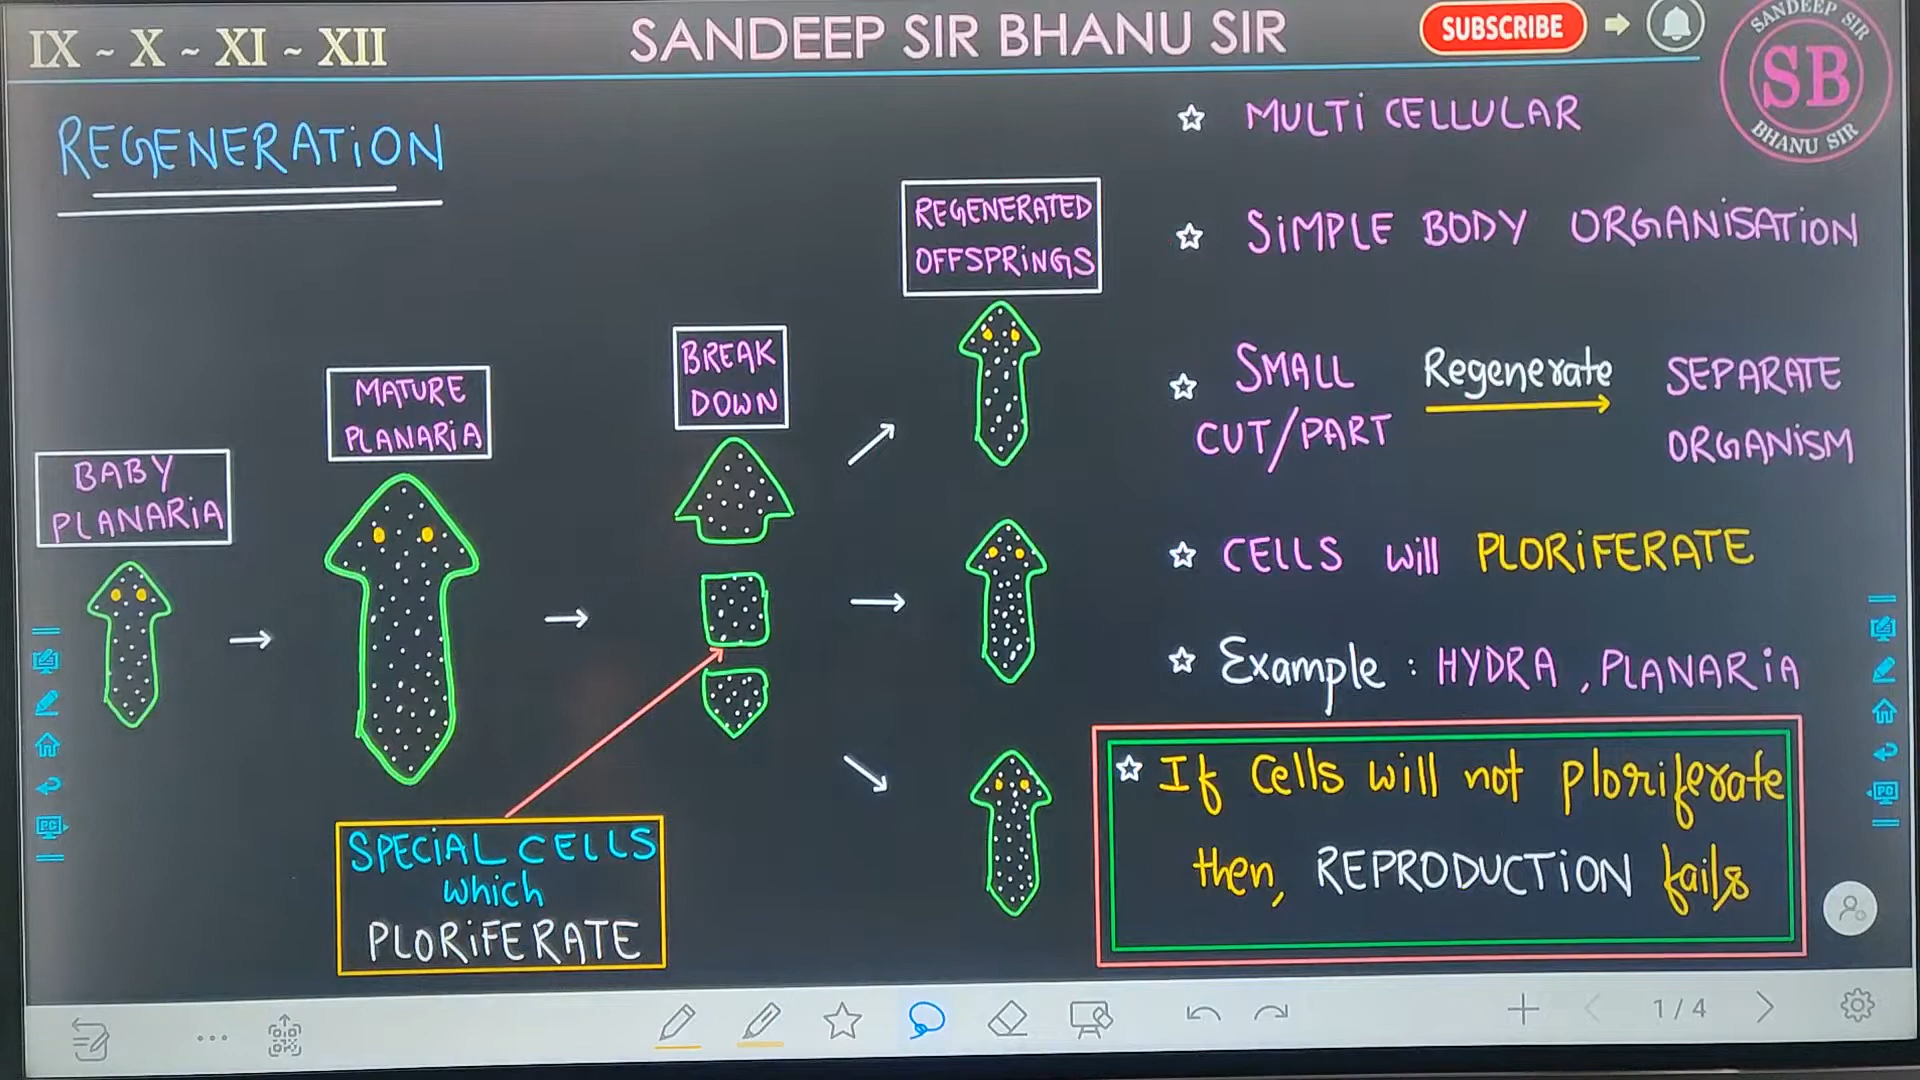 IX ~ X ~ XI ~ XII
SANDEEP SIR BHANU SIR
SUBSCRIBE
SANDEEP SIR
SB
BHANU SIR
REGENERATiON
BABY
PLANARiA
MATURE
PLANARiA
BREAK
DOWN
REGENERATED
OFFSPRiNGS
SPECiAL CELLS
which
PLORiFERATE
☆ MULTi CELLULAR
☆ SiMPLE BODY ORGANiSATiON
☆ SMALL CUT/PART Regenerate → SEPARATE ORGANiSM
☆ CELLS will PLORiFERATE
☆ Example : HYDRA , PLANARiA
☆ If Cells will not ploriferate
then, REPRODUCTiON fails
PC
PC
1 / 4